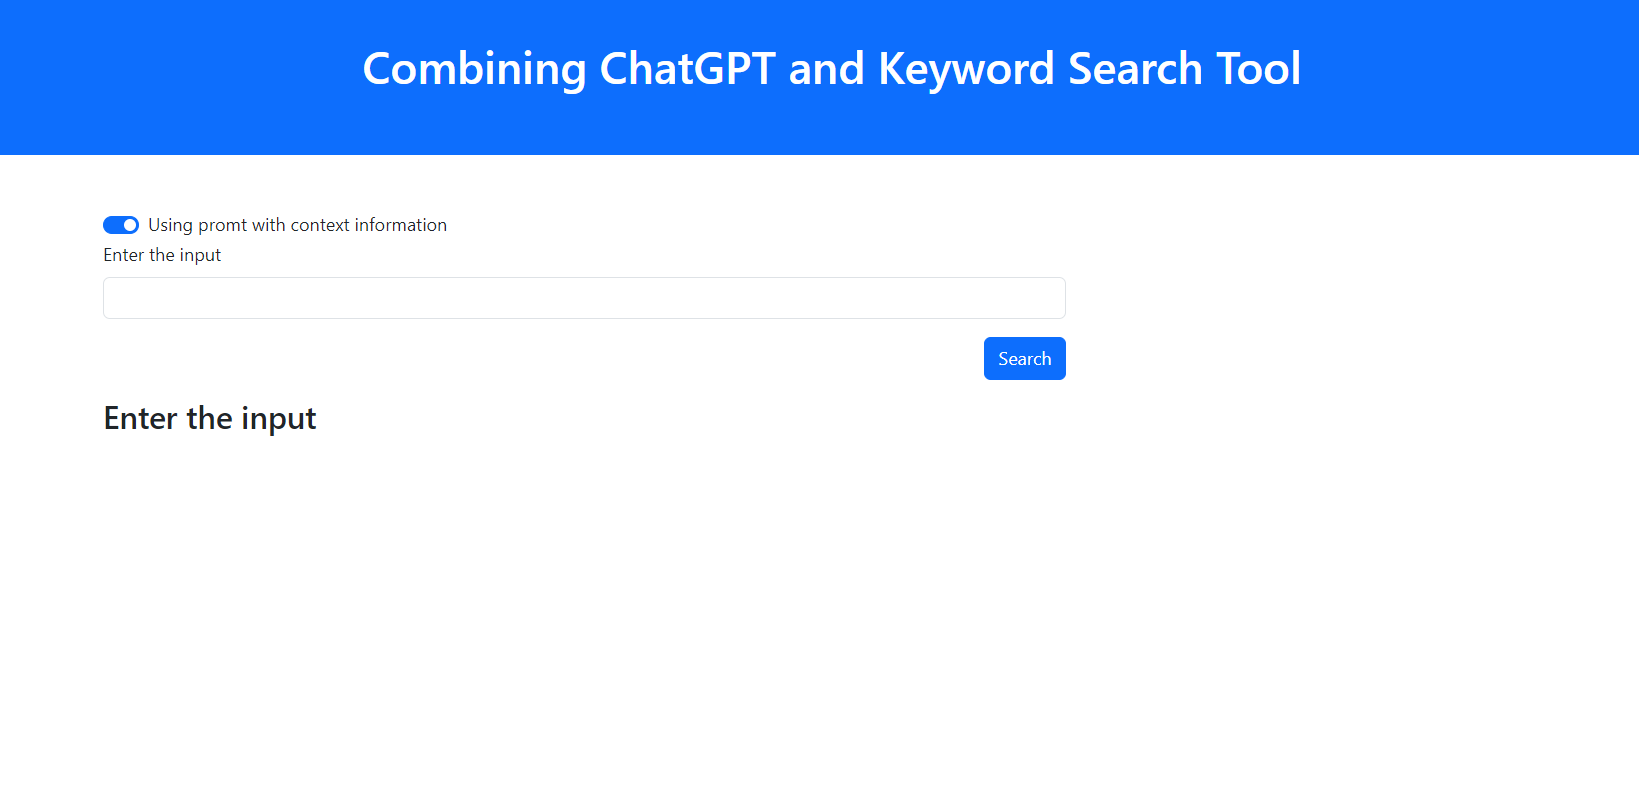 Combining ChatGPT and Keyword Search Tool
Using promt with context information
Enter the input
Search
Enter the input